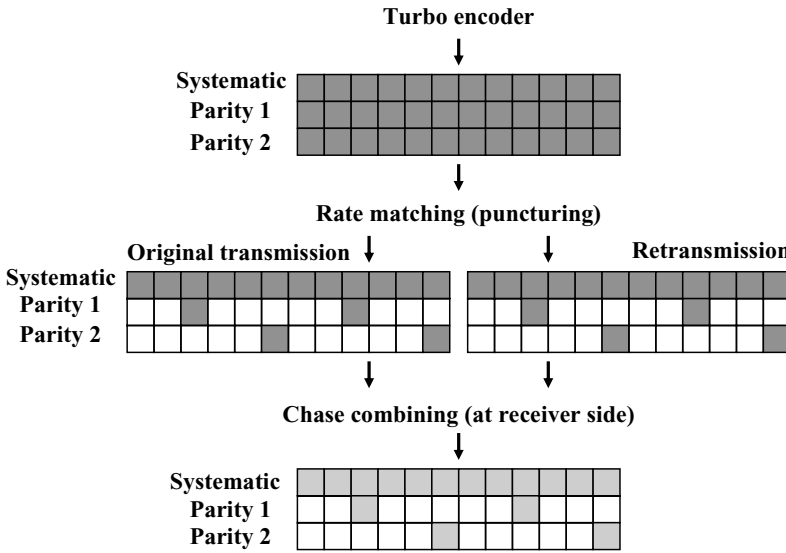 Turbo encoder
Systematic
Parity 1
Parity 2
Rate matching (puncturing)
Original transmission
Retransmission
Systematic
Parity 1
Parity 2
Chase combining (at receiver side)
Systematic
Parity 1
Parity 2